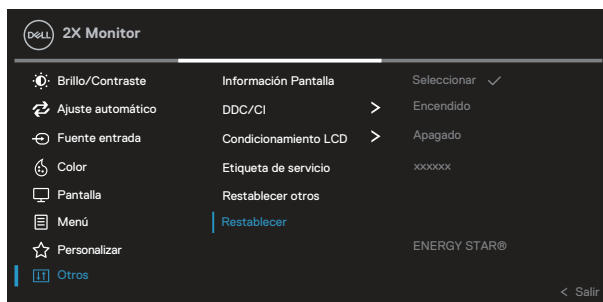 DELL 2X Monitor
Brillo/Contraste Información Pantalla Seleccionar ✓
Ajuste automático DDC/CI > Encendido
Fuente entrada Condicionamiento LCD > Apagado
Color Etiqueta de servicio xxxxxx
Pantalla Restablecer otros
Menú Restablecer
Personalizar ENERGY STAR®
Otros
< Salir